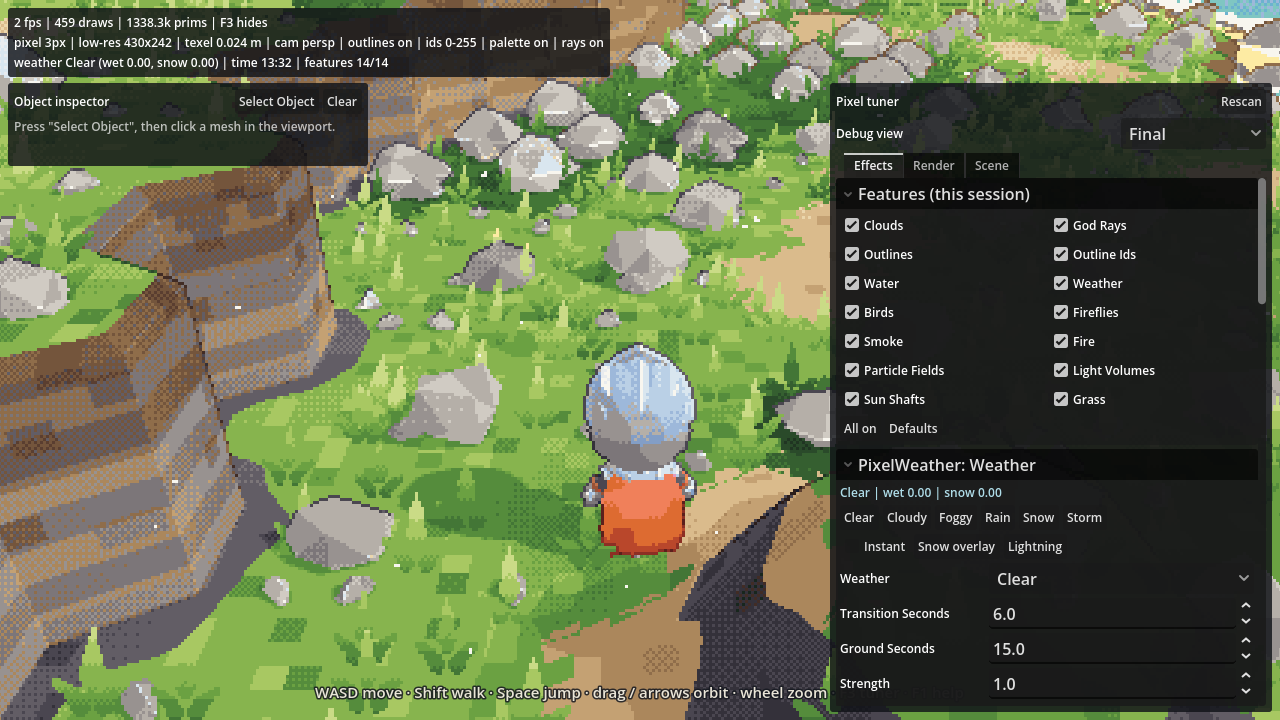 2 fps | 459 draws | 1338.3k prims | F3 hides
pixel 3px | low-res 430x242 | texel 0.024 m | cam persp | outlines on | ids 0-255 | palette on | rays on
weather Clear (wet 0.00, snow 0.00) | time 13:32 | features 14/14
Object inspector Select Object Clear
Press "Select Object", then click a mesh in the viewport.
Pixel tuner Rescan
Debug view Final
Effects Render Scene
Features (this session)
Clouds God Rays
Outlines Outline Ids
Water Weather
Birds Fireflies
Smoke Fire
Particle Fields Light Volumes
Sun Shafts Grass
All on Defaults
PixelWeather: Weather
Clear | wet 0.00 | snow 0.00
Clear Cloudy Foggy Rain Snow Storm
Instant Snow overlay Lightning
Weather Clear
Transition Seconds 6.0
Ground Seconds 15.0
Strength 1.0
WASD move · Shift walk · Space jump · drag / arrows orbit · wheel zoom